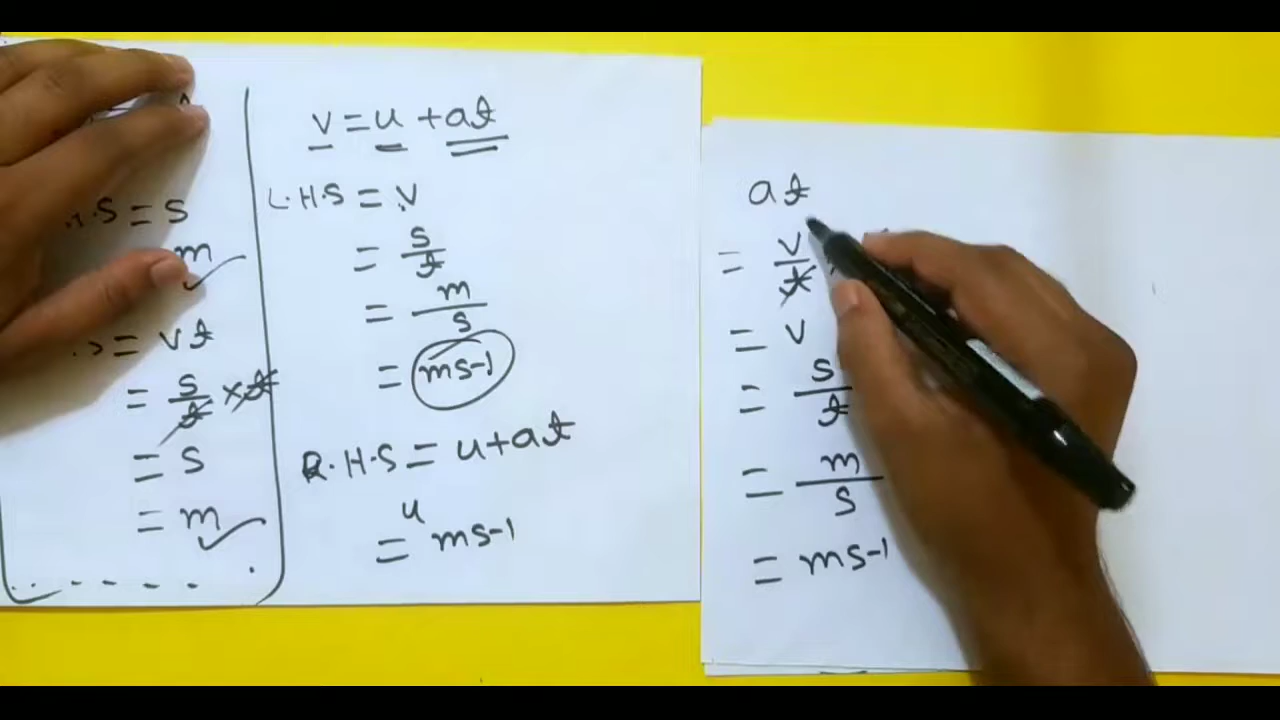 S = S
m
= vt
= s/t × t
= S
= m
v = u + at
L.H.S = v
= s/t
= m/s
= ms-1
R.H.S = u+at
u
= ms-1
at
= v/t
= v
= s/t
= m/s
= ms-1